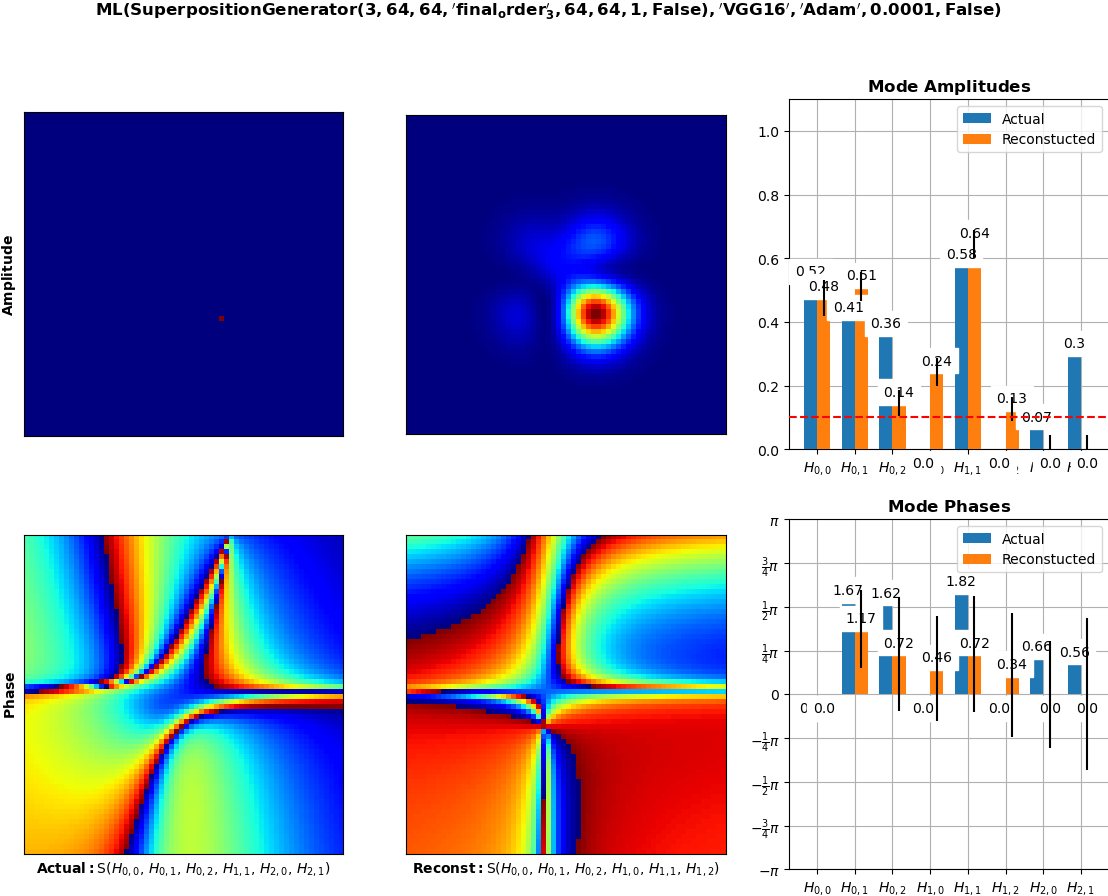 ML(SuperpositionGenerator(3, 64, 64, ′final_order′_3, 64, 64, 1, False), ′VGG16′, ′Adam′, 0.0001, False)
Amplitude
Mode Amplitudes
Actual
Reconstucted
1.0
0.8
0.6
0.4
0.2
0.0
0.52
0.48
0.41
0.51
0.36
0.14
0.24
0.58
0.64
0.13
0.07
0.3
0.0
0.0
0.0
0.0
H_{0,0}
H_{0,1}
H_{0,2}
H_{1,1}
Phase
Actual: S(H_{0,0}, H_{0,1}, H_{0,2}, H_{1,1}, H_{2,0}, H_{2,1})
Reconst: S(H_{0,0}, H_{0,1}, H_{0,2}, H_{1,0}, H_{1,1}, H_{1,2})
Mode Phases
Actual
Reconstucted
π
3/4π
1/2π
1/4π
0
−1/4π
−1/2π
−3/4π
−π
0.0
1.67
1.17
1.62
0.72
0.0
0.46
1.82
0.72
0.0
0.34
0.66
0.0
0.56
0.0
H_{0,0}
H_{0,1}
H_{0,2}
H_{1,0}
H_{1,1}
H_{1,2}
H_{2,0}
H_{2,1}